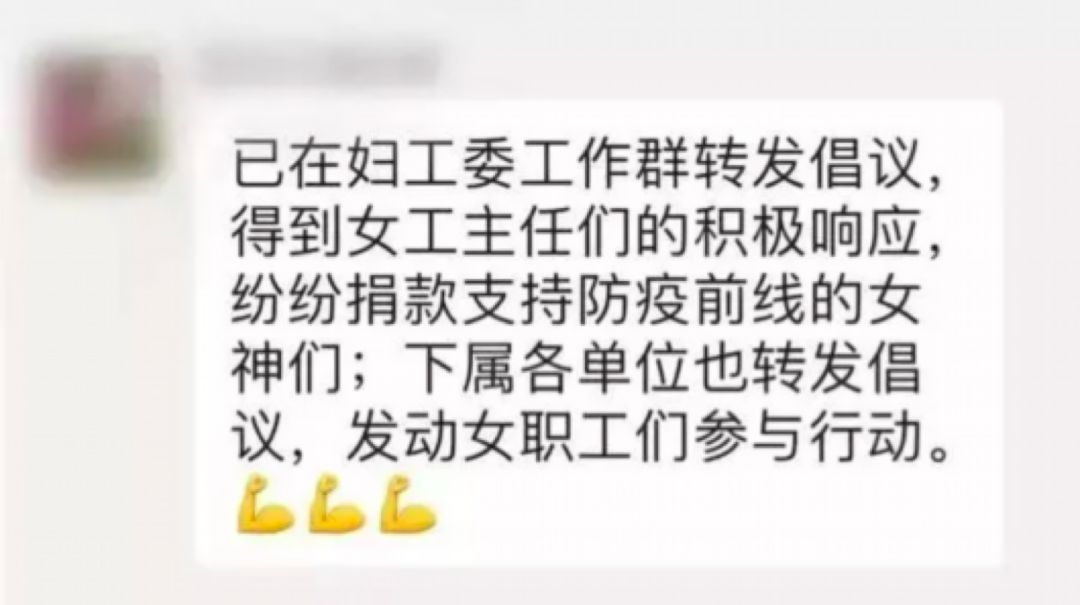 已在妇工委工作群转发倡议，
得到女工主任们的积极响应，
纷纷捐款支持防疫前线的女
神们；下属各单位也转发倡
议，发动女职工们参与行动。
💪💪💪